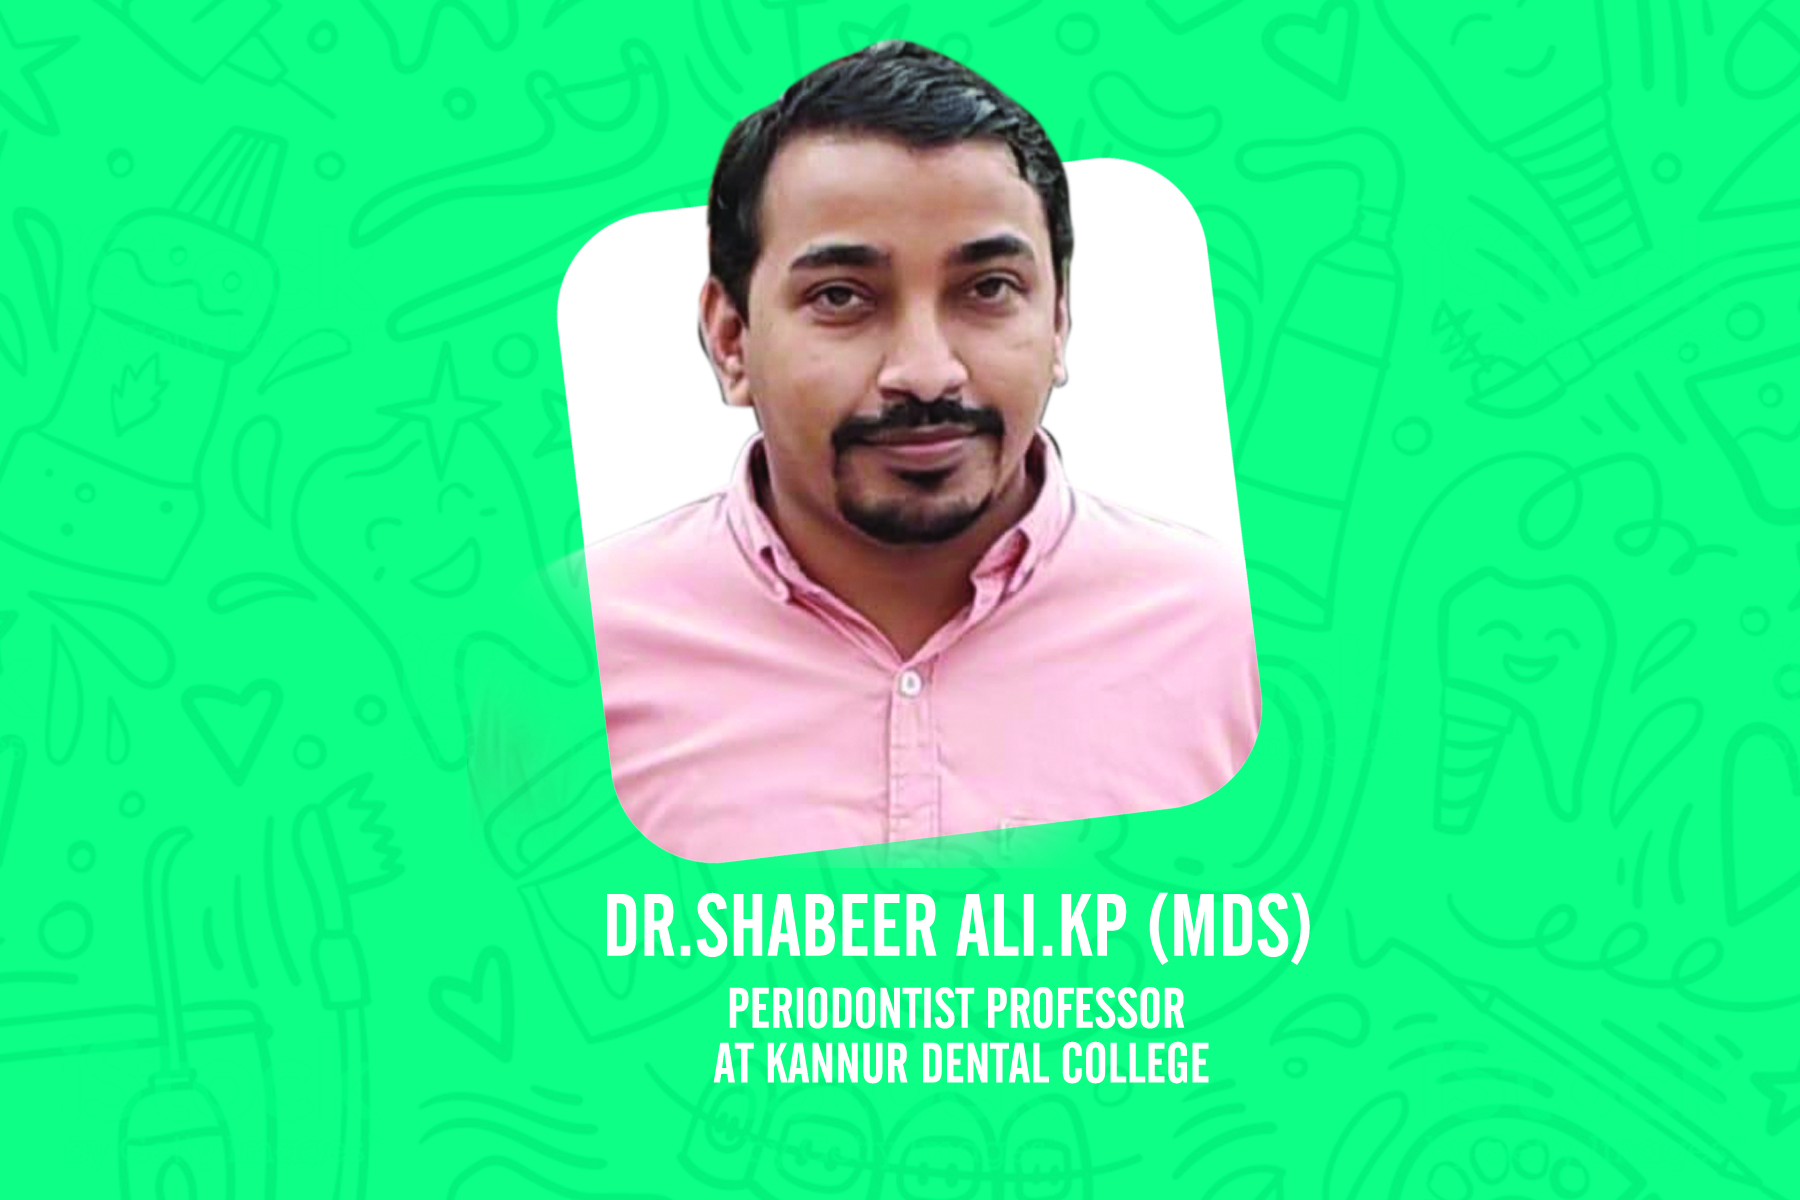 DR.SHABEER ALI.KP (MDS)
PERIODONTIST PROFESSOR
AT KANNUR DENTAL COLLEGE